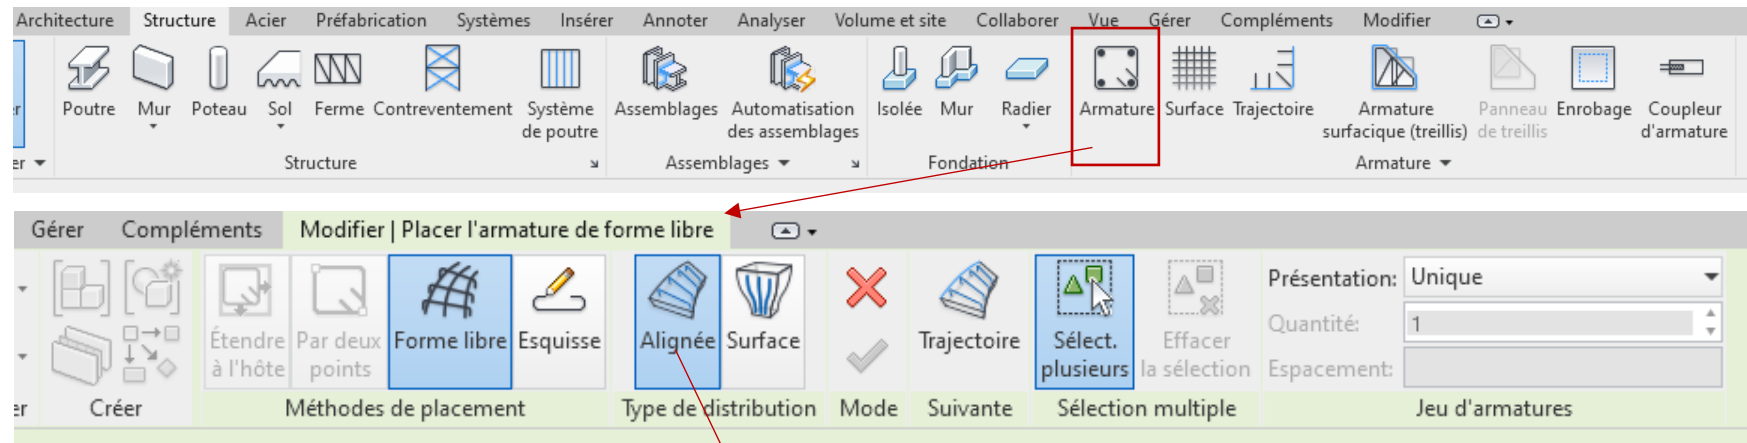 Architecture Structure Acier Préfabrication Systèmes Insérer Annoter Analyser Volume et site Collaborer Vue Gérer Compléments Modifier
Poutre Mur Poteau Sol Ferme Contreventement Système Assemblages Automatisation Isolée Mur Radier Armature Surface Trajectoire Armature Panneau Enrobage Coupleur
de poutre des assemblages surfacique (treillis) de treillis d'armature
er Structure Assemblages Fondation Armature
Gérer Compléments Modifier | Placer l'armature de forme libre
Présentation: Unique
Quantité: 1
Étendre Par deux Forme libre Esquisse Alignée Surface Trajectoire Sélect. Effacer
à l'hôte points plusieurs la sélection Espacement:
er Créer Méthodes de placement Type de distribution Mode Suivante Sélection multiple Jeu d'armatures